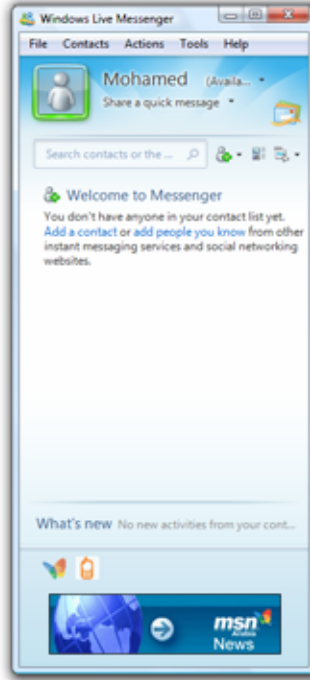 Windows Live Messenger
File Contacts Actions Tools Help
Mohamed (Availa...
Share a quick message
Search contacts or the ...
Welcome to Messenger
You don't have anyone in your contact list yet.
Add a contact or add people you know from other
instant messaging services and social networking
websites.
What's new No new activities from your cont...
msn
Arabia
News